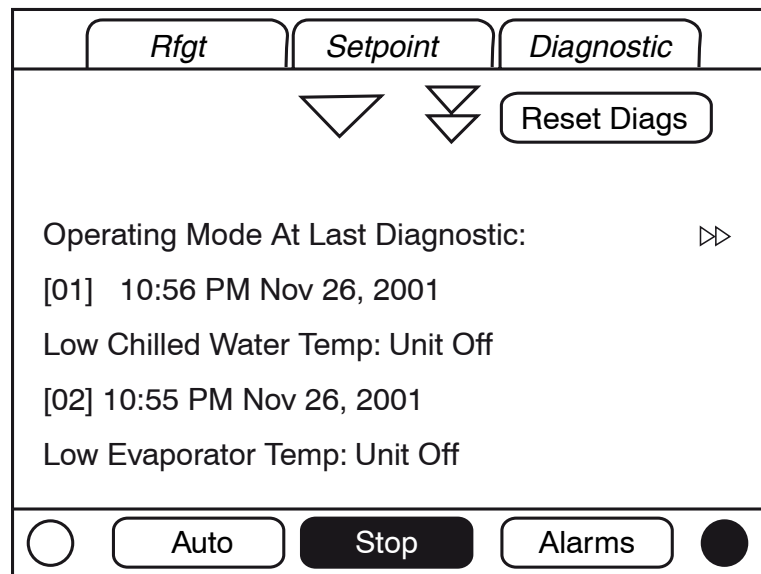 Rfgt Setpoint Diagnostic
Reset Diags
Operating Mode At Last Diagnostic:
[01] 10:56 PM Nov 26, 2001
Low Chilled Water Temp: Unit Off
[02] 10:55 PM Nov 26, 2001
Low Evaporator Temp: Unit Off
Auto Stop Alarms